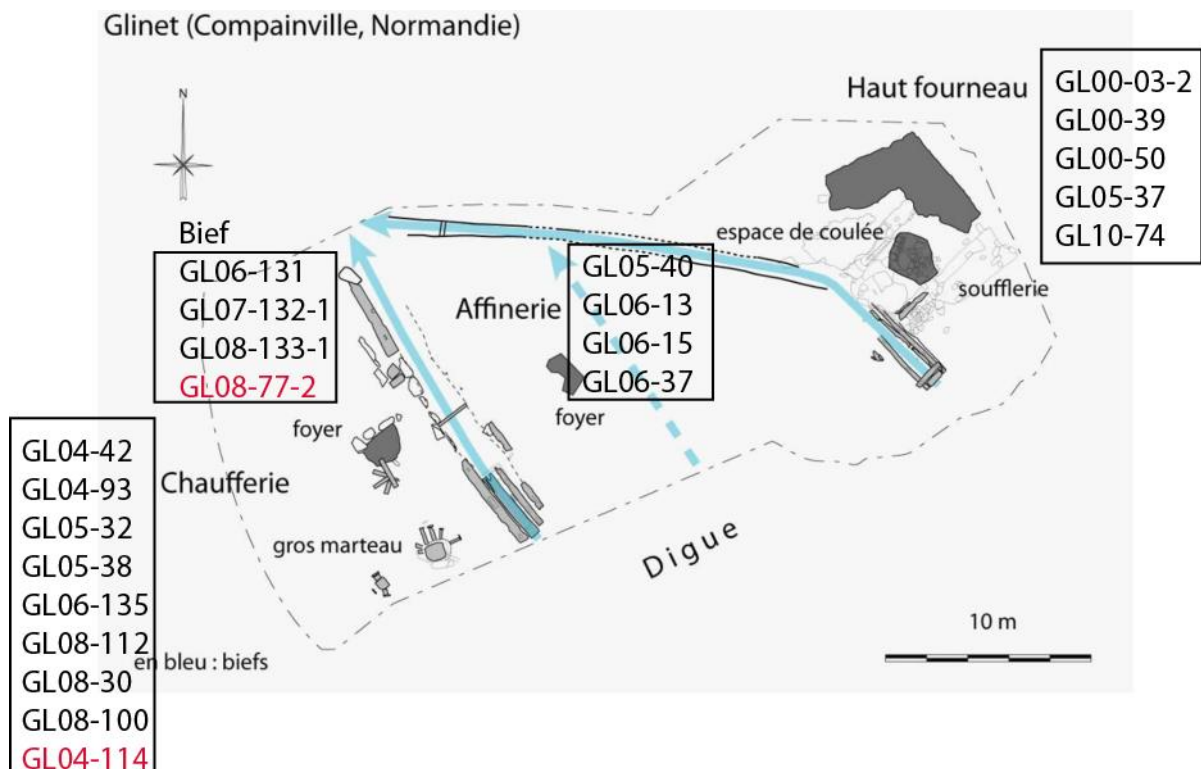 Glinet (Compainville, Normandie)
Haut fourneau
GL00-03-2
GL00-39
GL00-50
GL05-37
GL10-74
N
espace de coulée
soufflerie
Bief
GL06-131
GL07-132-1
GL08-133-1
GL08-77-2
Affinerie
GL05-40
GL06-13
GL06-15
GL06-37
foyer
foyer
GL04-42
GL04-93
GL05-32
GL05-38
GL06-135
GL08-112
GL08-30
GL08-100
GL04-114
Chaufferie
gros marteau
Digue
10 m
en bleu : biefs